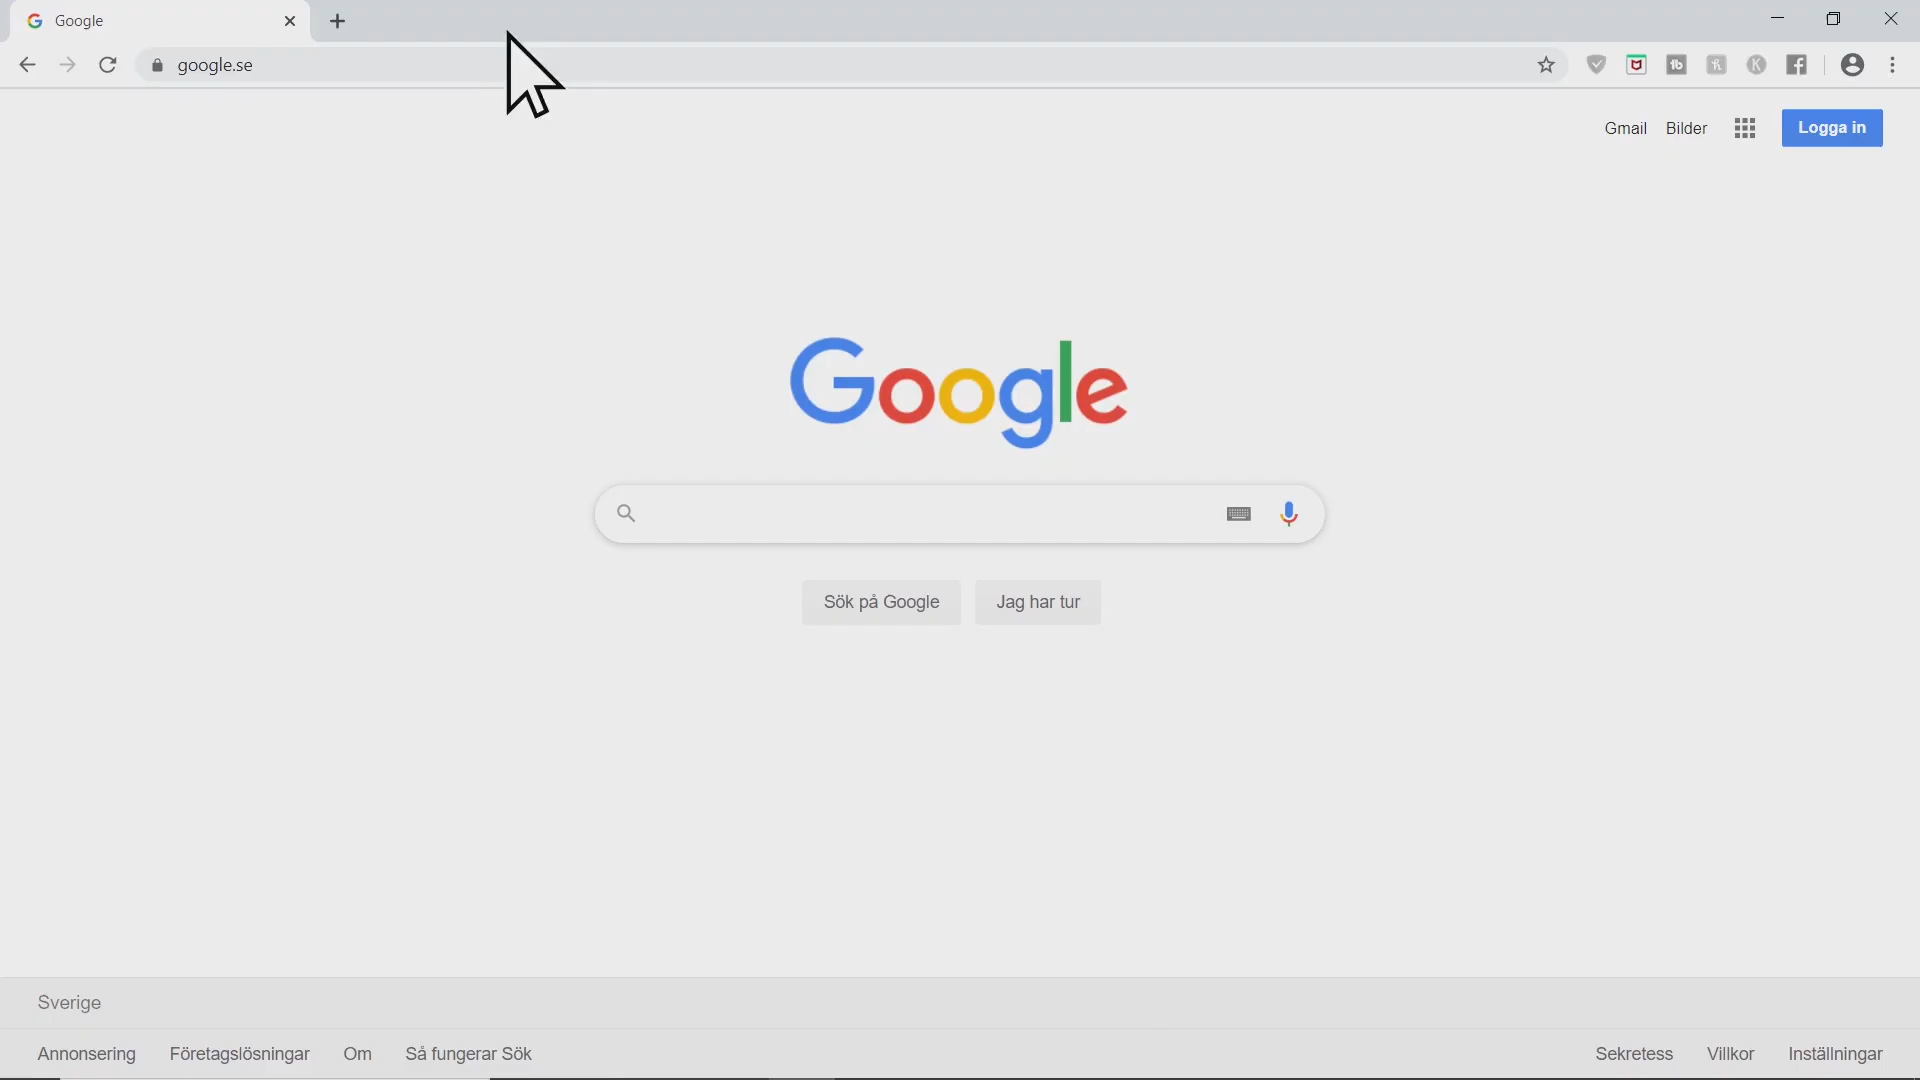 Google
google.se
Gmail Bilder Logga in
Google
Sök på Google Jag har tur
Sverige
Annonsering Företagslösningar Om Så fungerar Sök Sekretess Villkor Inställningar